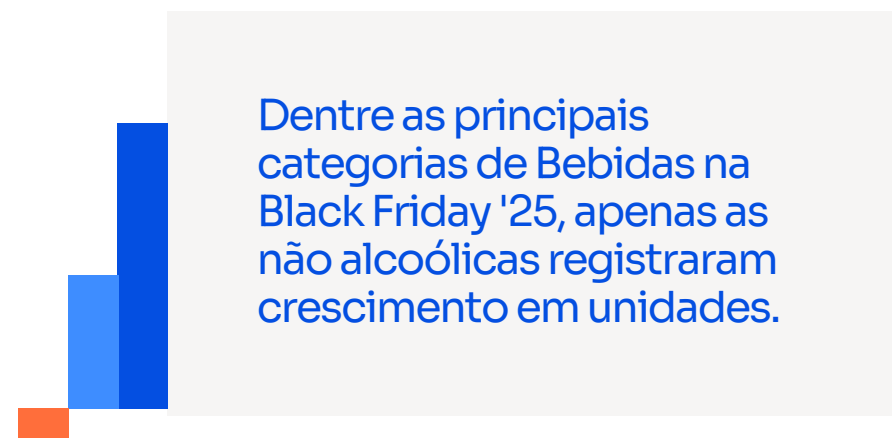 Dentre as principais
categorias de Bebidas na
Black Friday '25, apenas as
não alcoólicas registraram
crescimento em unidades.